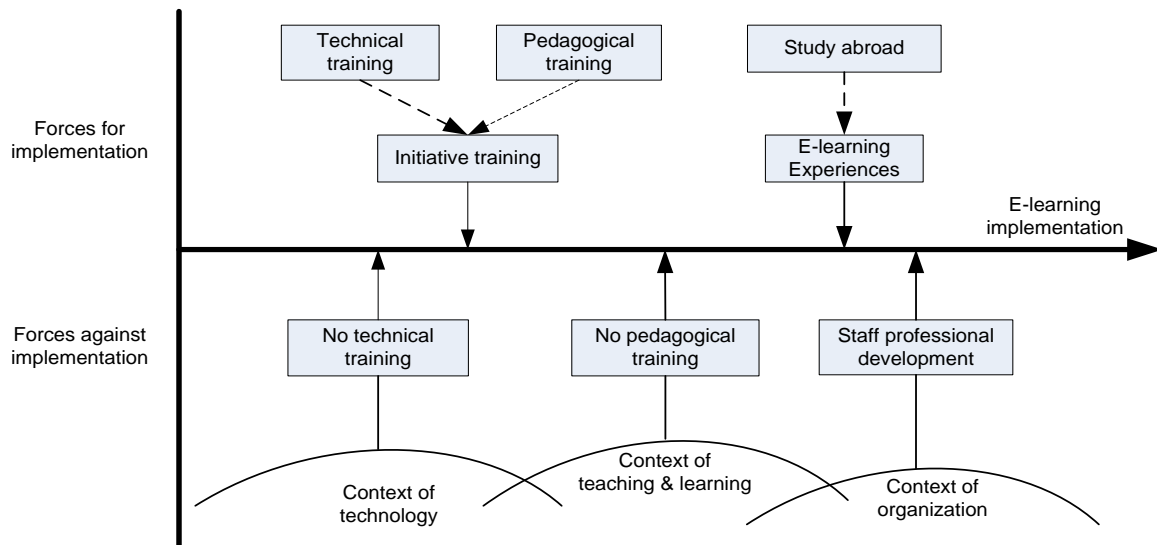 Technical
training
Pedagogical
training
Study abroad
Forces for
implementation
Initiative training
E-learning
Experiences
E-learning
implementation
Forces against
implementation
No technical
training
No pedagogical
training
Staff professional
development
Context of
technology
Context of
teaching & learning
Context of
organization